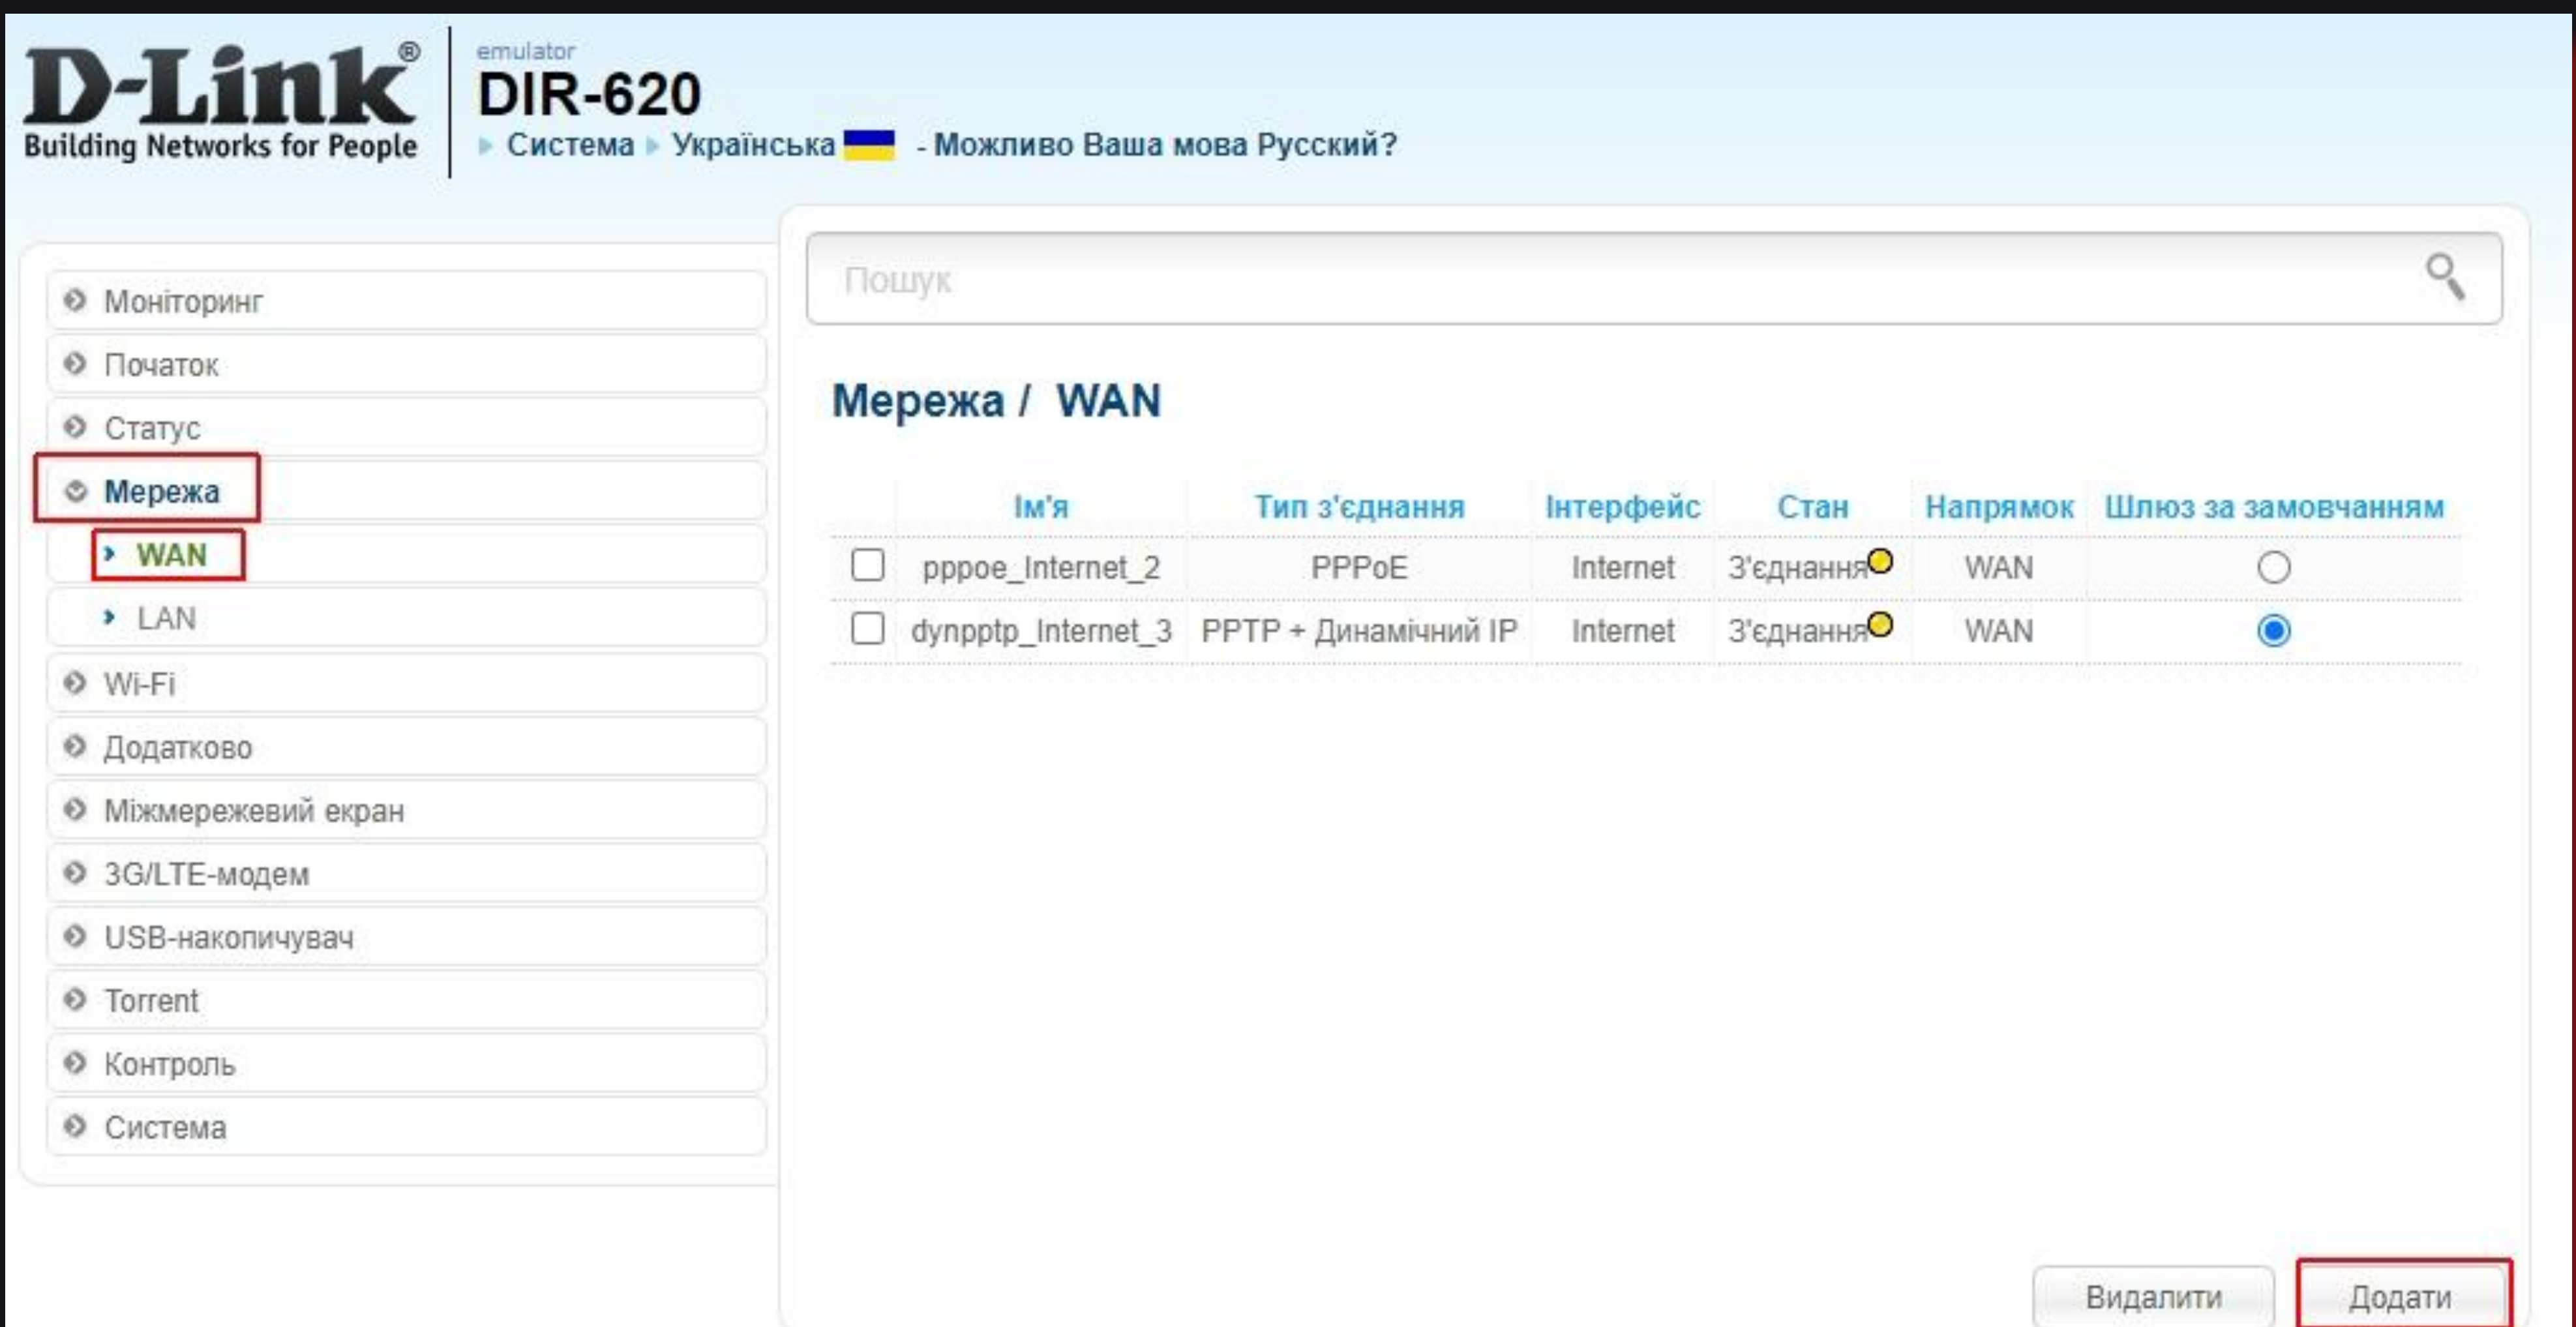 D-Link®
Building Networks for People
emulator
DIR-620
Система Українська - Можливо Ваша мова Русский?
Моніторинг
Початок
Статус
Мережа
WAN
LAN
Wi-Fi
Додатково
Міжмережевий екран
3G/LTE-модем
USB-накопичувач
Torrent
Контроль
Система
Пошук
Мережа / WAN
Ім'я Тип з'єднання Інтерфейс Стан Напрямок Шлюз за замовчанням
pppoe_Internet_2 PPPoE Internet З'єднання WAN
dynpptp_Internet_3 PPTP + Динамічний IP Internet З'єднання WAN
Видалити Додати